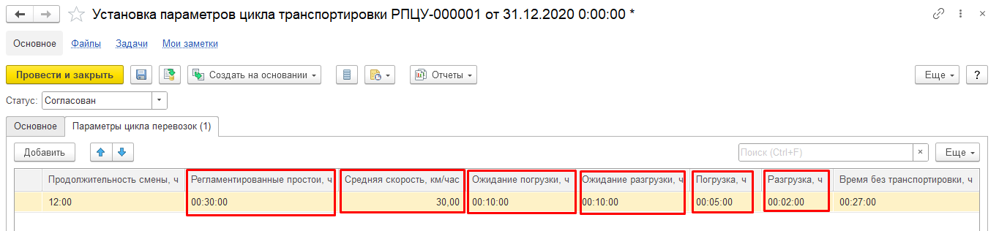 Установка параметров цикла транспортировки РПЦУ-000001 от 31.12.2020 0:00:00 *
Основное Файлы Задачи Мои заметки
Провести и закрыть Создать на основании Отчеты Еще ?
Статус: Согласован
Основное Параметры цикла перевозок (1)
Добавить Поиск (Ctrl+F) × Еще
Продолжительность смены, ч Регламентированные простои, ч Средняя скорость, км/час Ожидание погрузки, ч Ожидание разгрузки, ч Погрузка, ч Разгрузка, ч Время без транспортировки, ч
12:00 00:30:00 30,00 00:10:00 00:10:00 00:05:00 00:02:00 00:27:00